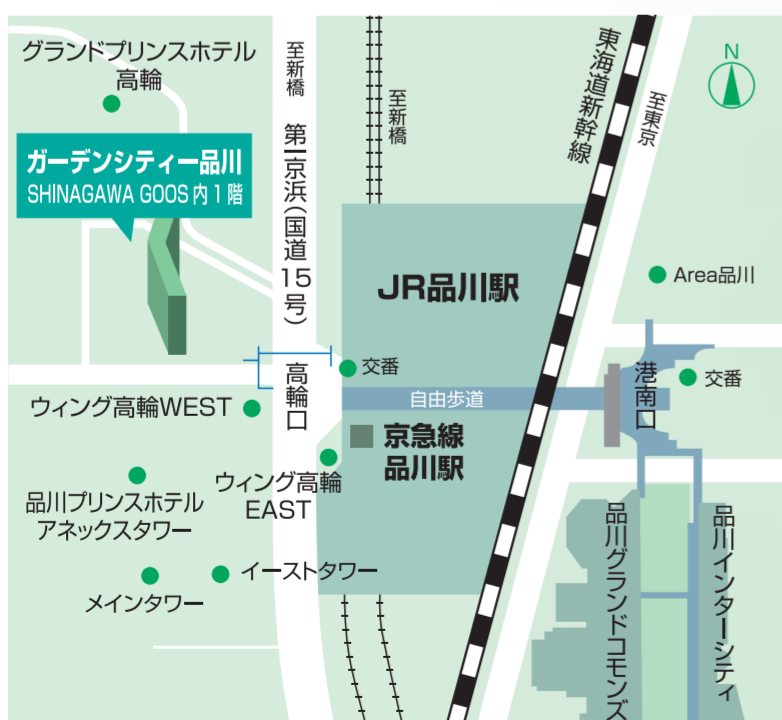 グランドプリンスホテル
高輪
至新橋
至新橋
東海道新幹線
至東京
N
ガーデンシティー品川
SHINAGAWA GOOS 内 1 階
第一京浜(国道15号)
JR品川駅
Area品川
交番
高輪口
自由歩道
港南口
交番
ウィング高輪WEST
京急線
品川駅
ウィング高輪
EAST
品川プリンスホテル
アネックスタワー
イーストタワー
メインタワー
品川グランドコモンズ
品川インターシティ